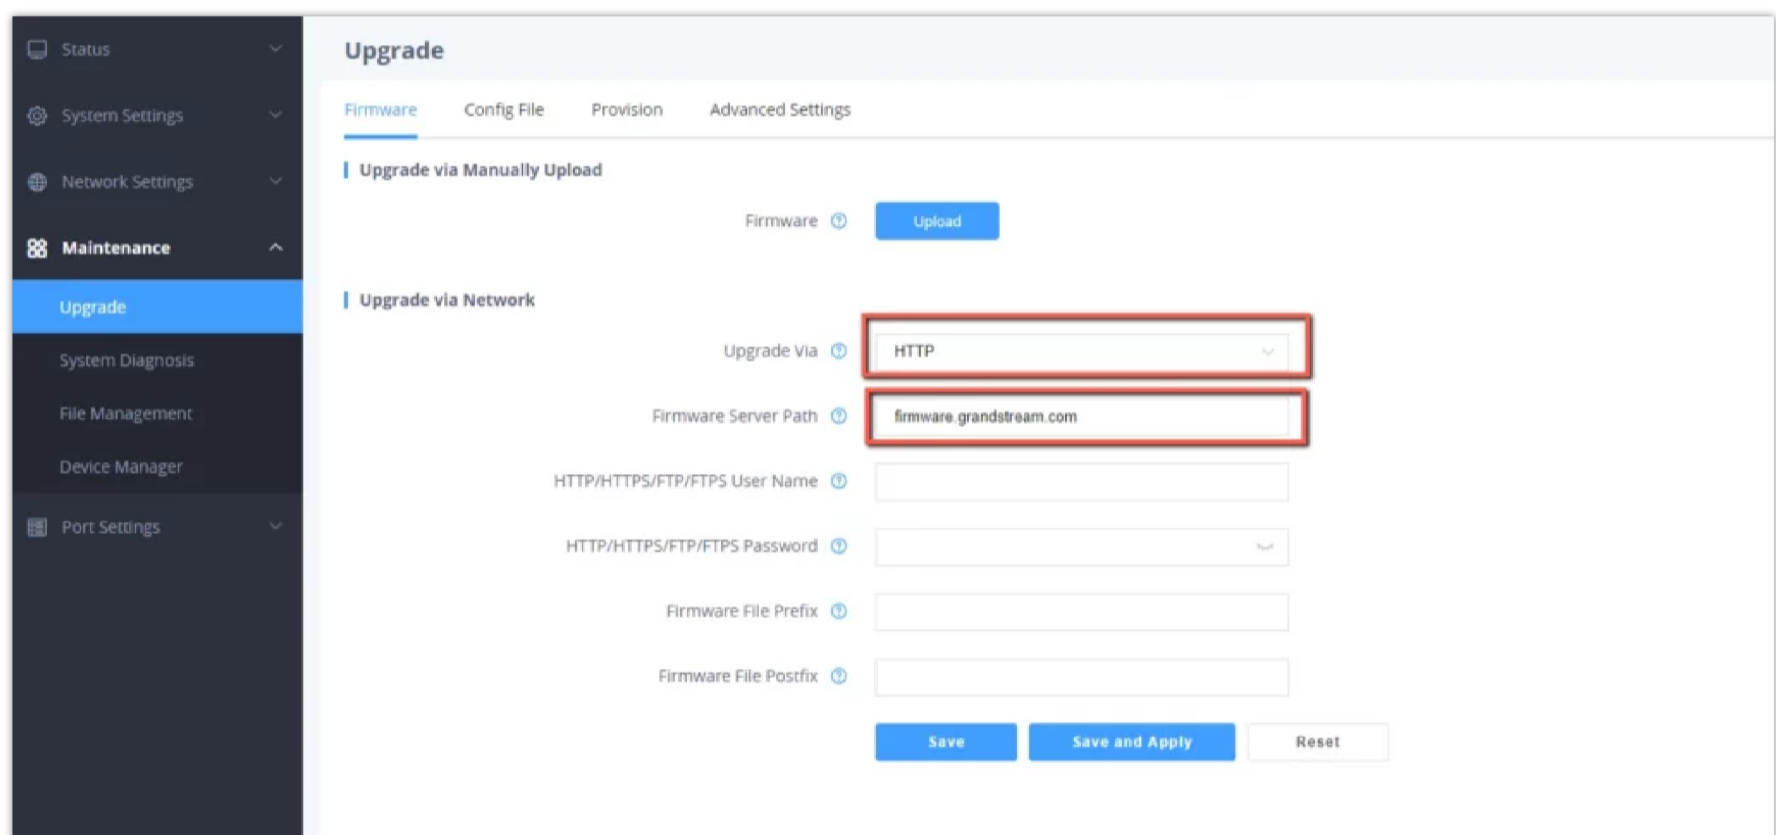 Status
System Settings
Network Settings
Maintenance
Upgrade
System Diagnosis
File Management
Device Manager
Port Settings
Upgrade
Firmware Config File Provision Advanced Settings
Upgrade via Manually Upload
Firmware Upload
Upgrade via Network
Upgrade Via HTTP
Firmware Server Path firmware.grandstream.com
HTTP/HTTPS/FTP/FTPS User Name
HTTP/HTTPS/FTP/FTPS Password
Firmware File Prefix
Firmware File Postfix
Save Save and Apply Reset